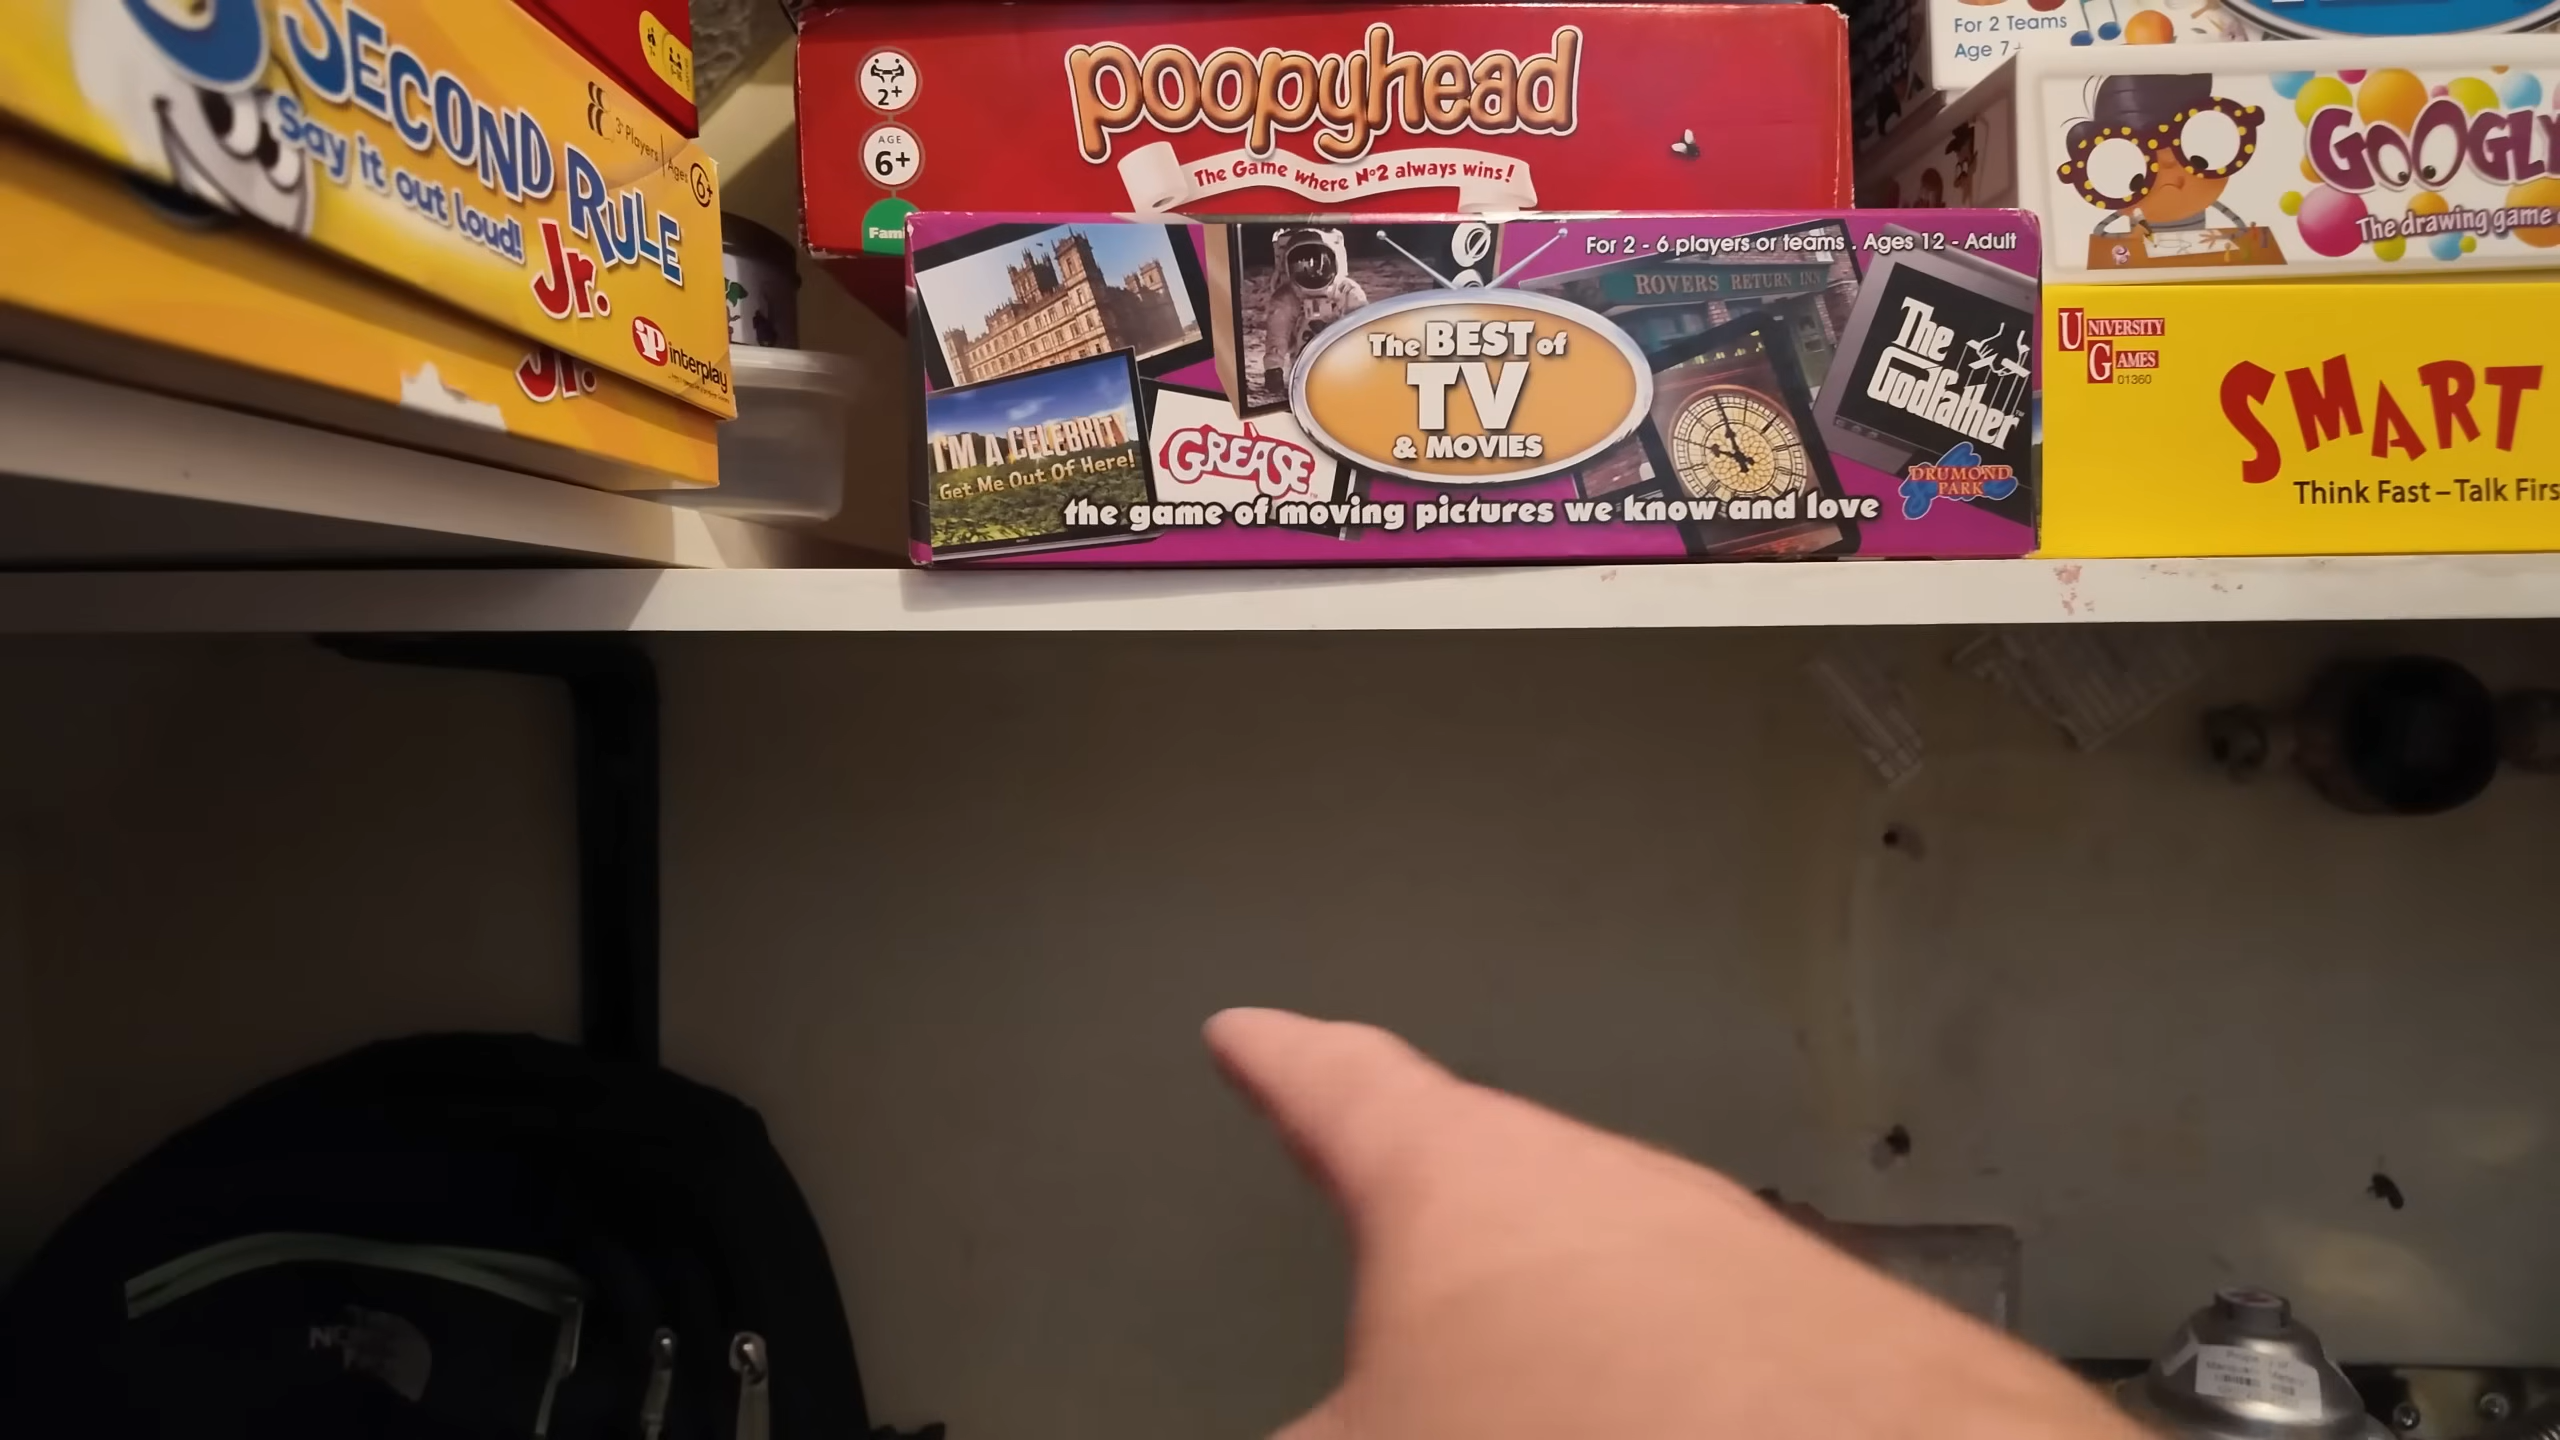 5 SECOND RULE
Jr.
Say it out loud!
3+ Players | Ages 6+
iP interplay
Jr.
poopyhead
2+
AGE
6+
The Game where Nº2 always wins!
Fam
For 2 Teams
Age 7+
GOOGLY
The drawing game
For 2 - 6 players or teams . Ages 12 - Adult
ROVERS RETURN INN
The BEST of
TV
& MOVIES
The
Godfather
I'M A CELEBRITY
Get Me Out Of Here!
GREASE
DRUMOND
PARK
the game of moving pictures we know and love
UNIVERSITY
GAMES
01360
SMART
Think Fast – Talk Firs